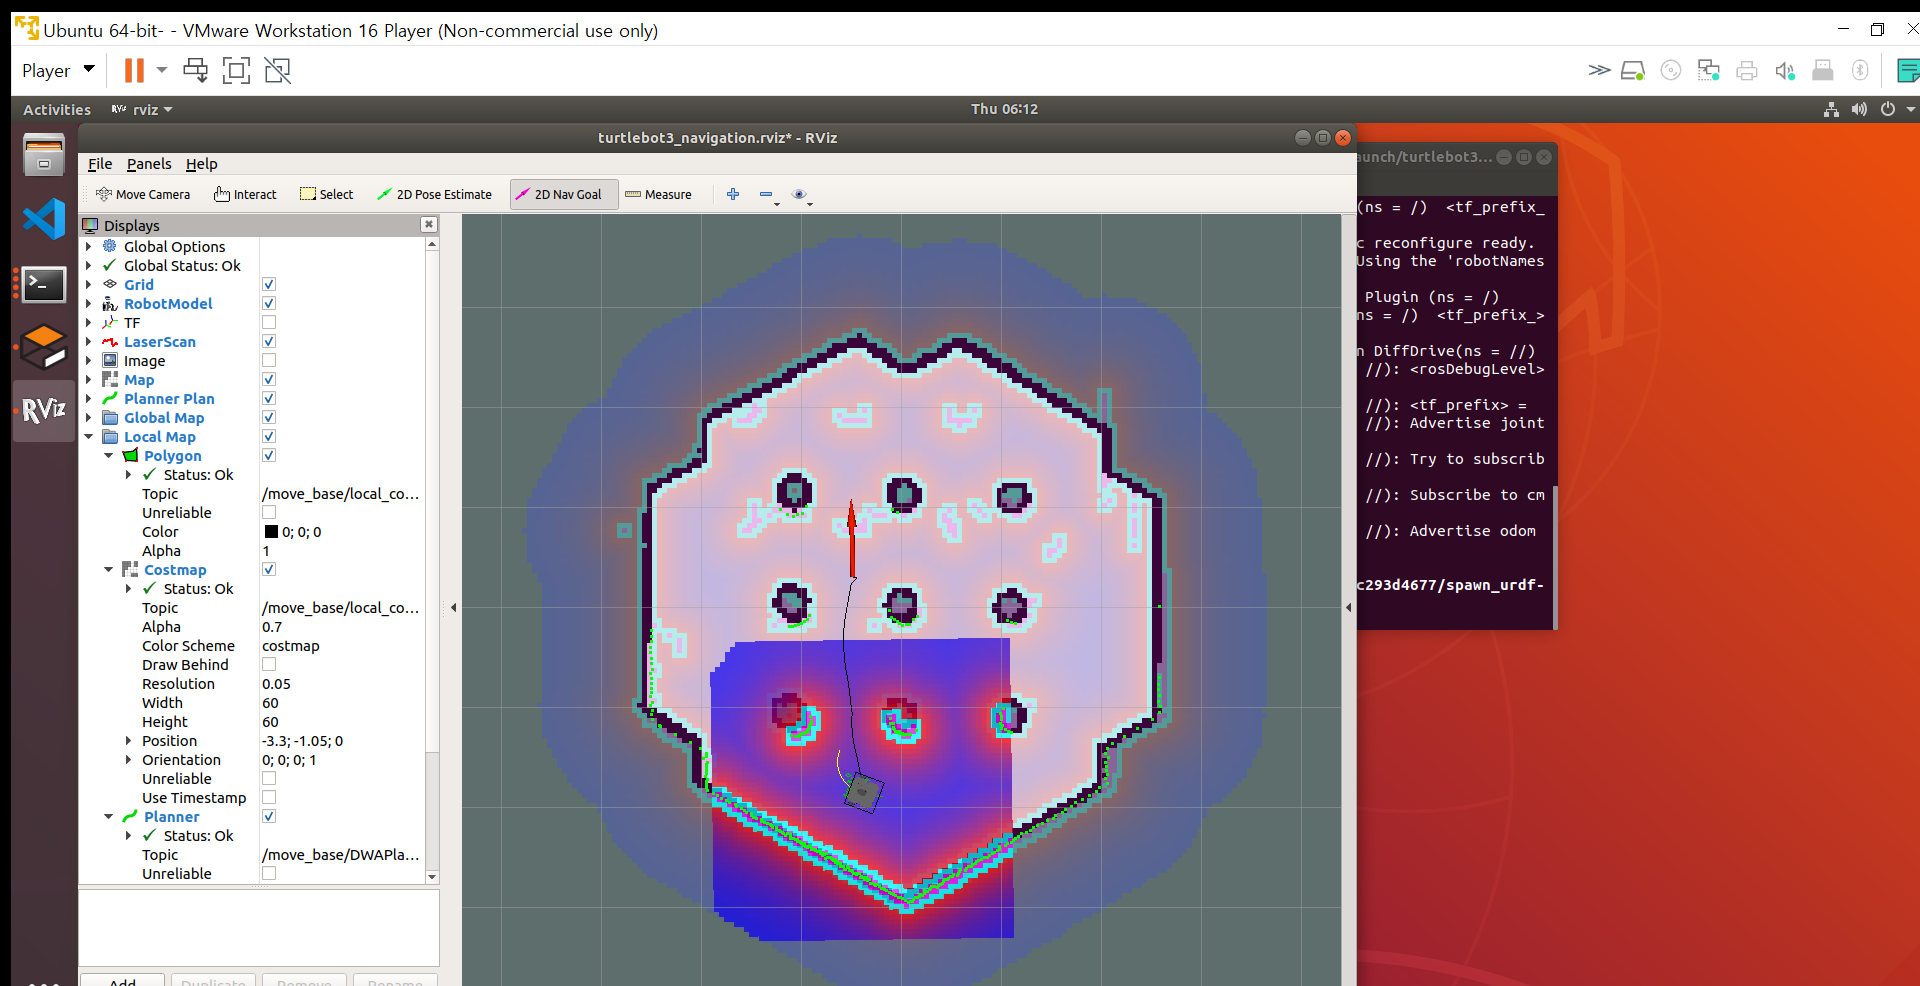 Ubuntu 64-bit- - VMware Workstation 16 Player (Non-commercial use only)
Player
Activities
RViz rviz
Thu 06:12
turtlebot3_navigation.rviz* - RViz
File Panels Help
Move Camera Interact Select 2D Pose Estimate 2D Nav Goal Measure
Displays
Global Options
Global Status: Ok
Grid
RobotModel
TF
LaserScan
Image
Map
Planner Plan
Global Map
Local Map
Polygon
Status: Ok
Topic /move_base/local_co...
Unreliable
Color 0; 0; 0
Alpha 1
Costmap
Status: Ok
Topic /move_base/local_co...
Alpha 0.7
Color Scheme costmap
Draw Behind
Resolution 0.05
Width 60
Height 60
Position -3.3; -1.05; 0
Orientation 0; 0; 0; 1
Unreliable
Use Timestamp
Planner
Status: Ok
Topic /move_base/DWAPla...
Unreliable
Add Duplicate Remove Rename
RViz
aunch/turtlebot3...
(ns = /) <tf_prefix_
c reconfigure ready.
Using the 'robotNames
Plugin (ns = /)
ns = /) <tf_prefix_>
n DiffDrive(ns = //)
//): <rosDebugLevel>
//): <tf_prefix> =
//): Advertise joint
//): Try to subscrib
//): Subscribe to cm
//): Advertise odom
c293d4677/spawn_urdf-